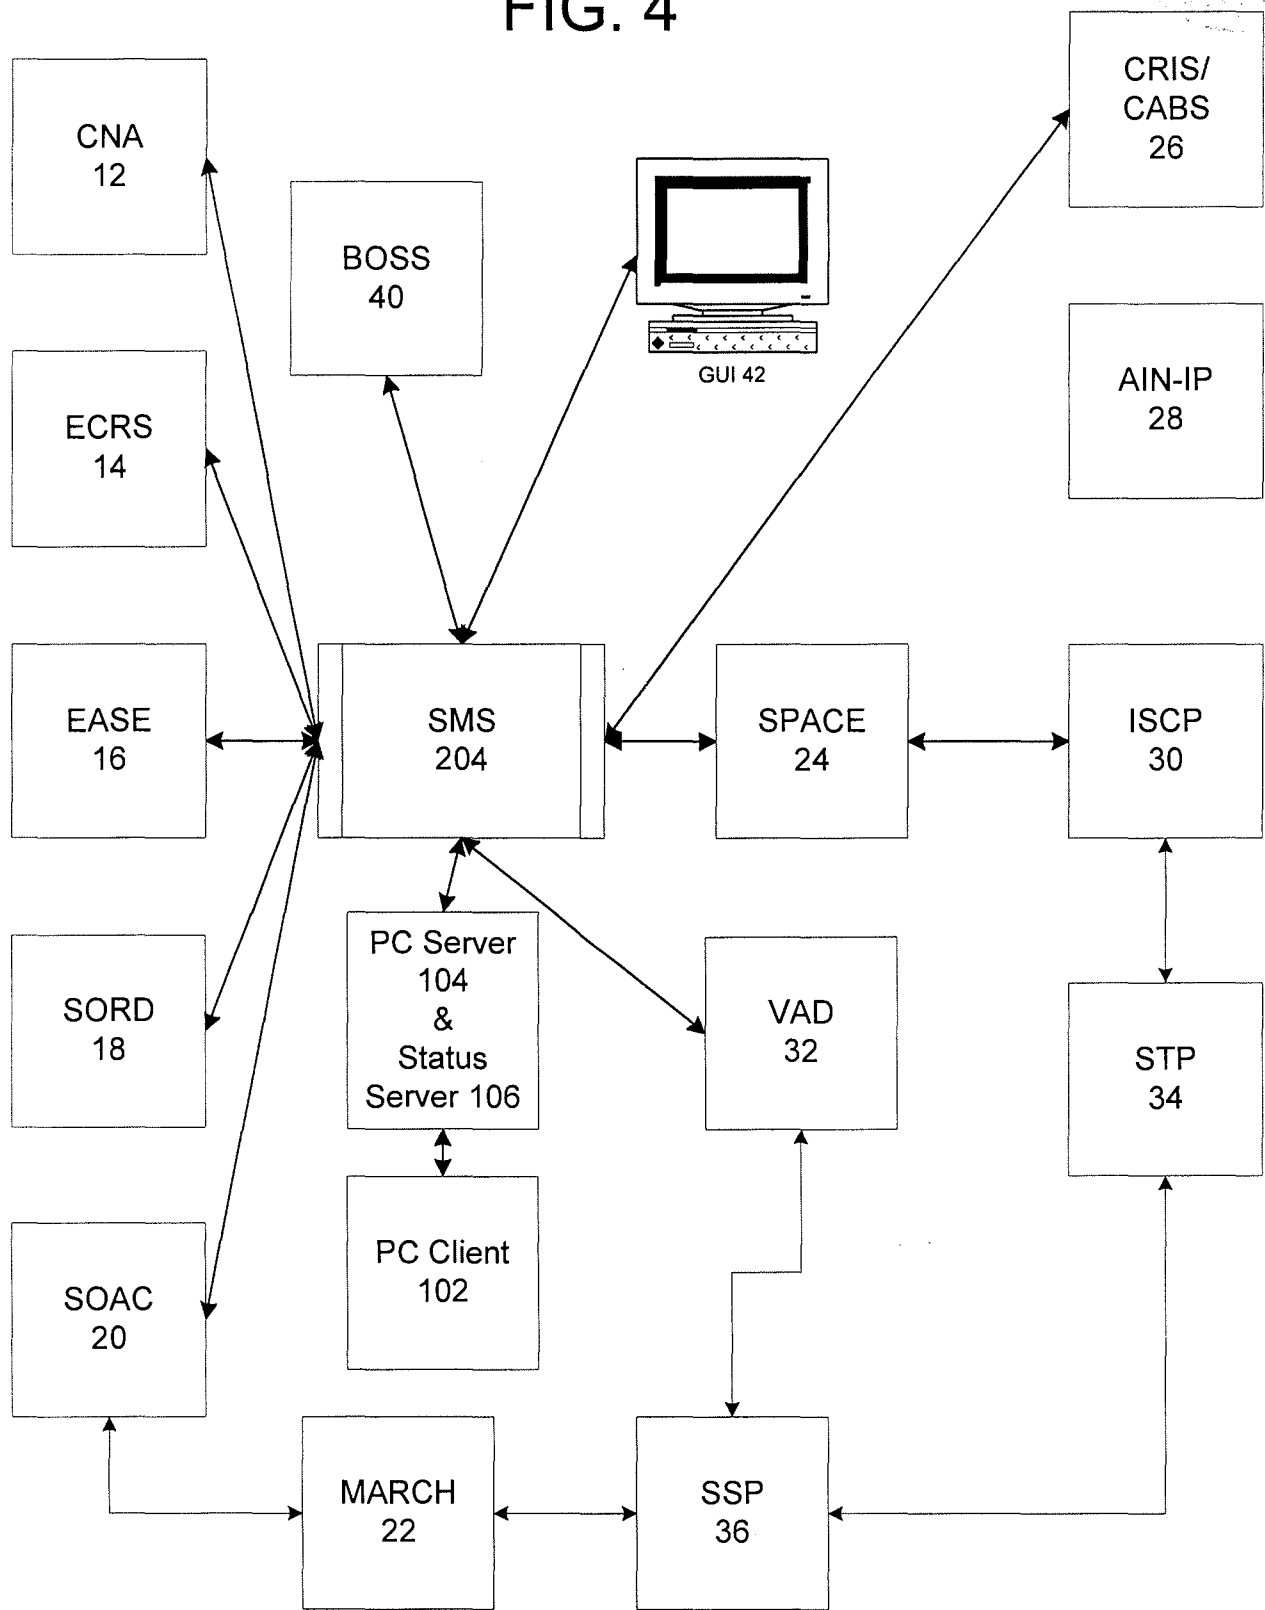 FIG. 4
CNA
12
BOSS
40
GUI 42
CRIS/
CABS
26
ECRS
14
AIN-IP
28
EASE
16
SMS
204
SPACE
24
ISCP
30
SORD
18
PC Server
104
&
Status
Server 106
VAD
32
STP
34
SOAC
20
PC Client
102
MARCH
22
SSP
36